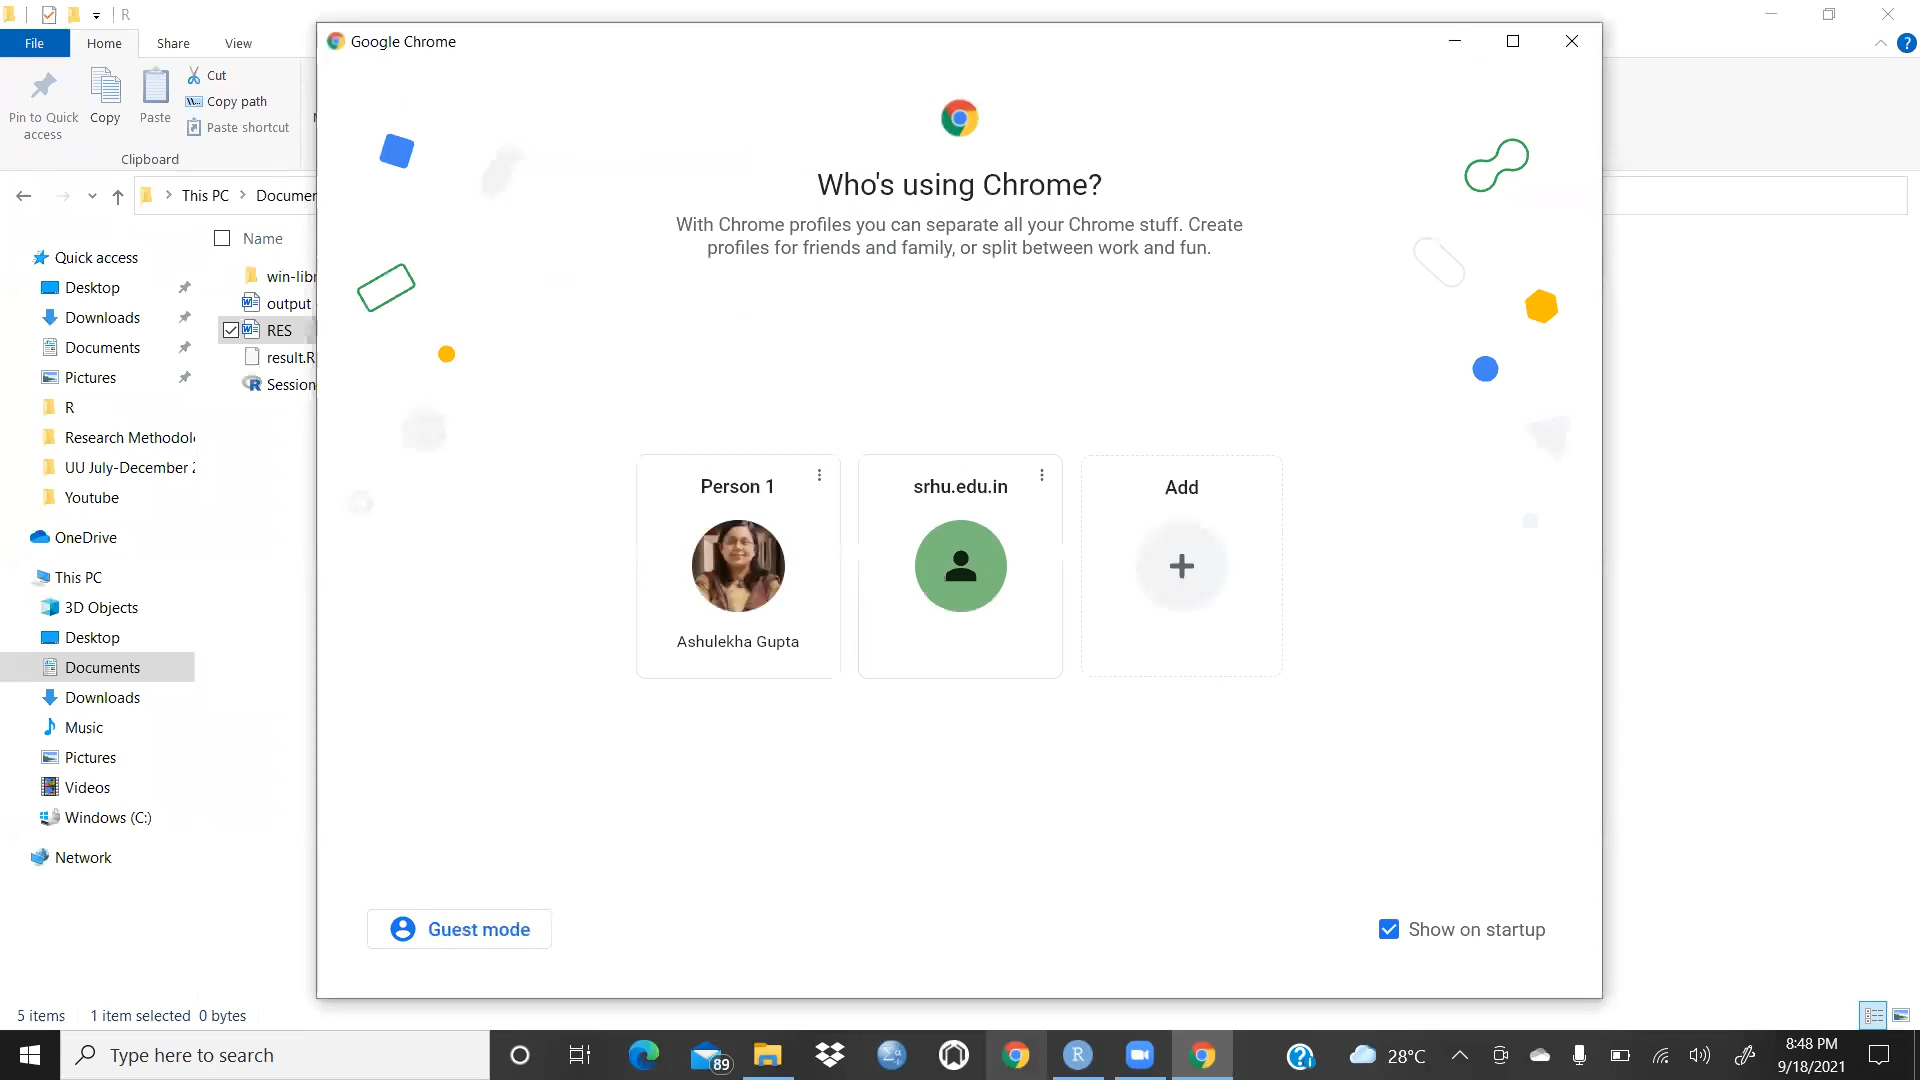 R
File
Home
Share
View
Pin to Quick
access
Copy
Paste
Cut
Copy path
Paste shortcut
Clipboard
This PC
Name
Quick access
Desktop
Downloads
Documents
Pictures
R
UU July-December
Youtube
OneDrive
This PC
3D Objects
Desktop
Documents
Downloads
Music
Pictures
Videos
Windows (C:)
Network
output
RES
result.R
Session
5 items
1 item selected 0 bytes
Google Chrome
Who's using Chrome?
With Chrome profiles you can separate all your Chrome stuff. Create
profiles for friends and family, or split between work and fun.
Person 1
Ashulekha Gupta
srhu.edu.in
Add
Guest mode
Show on startup
Type here to search
89
28°C
8:48 PM
9/18/2021